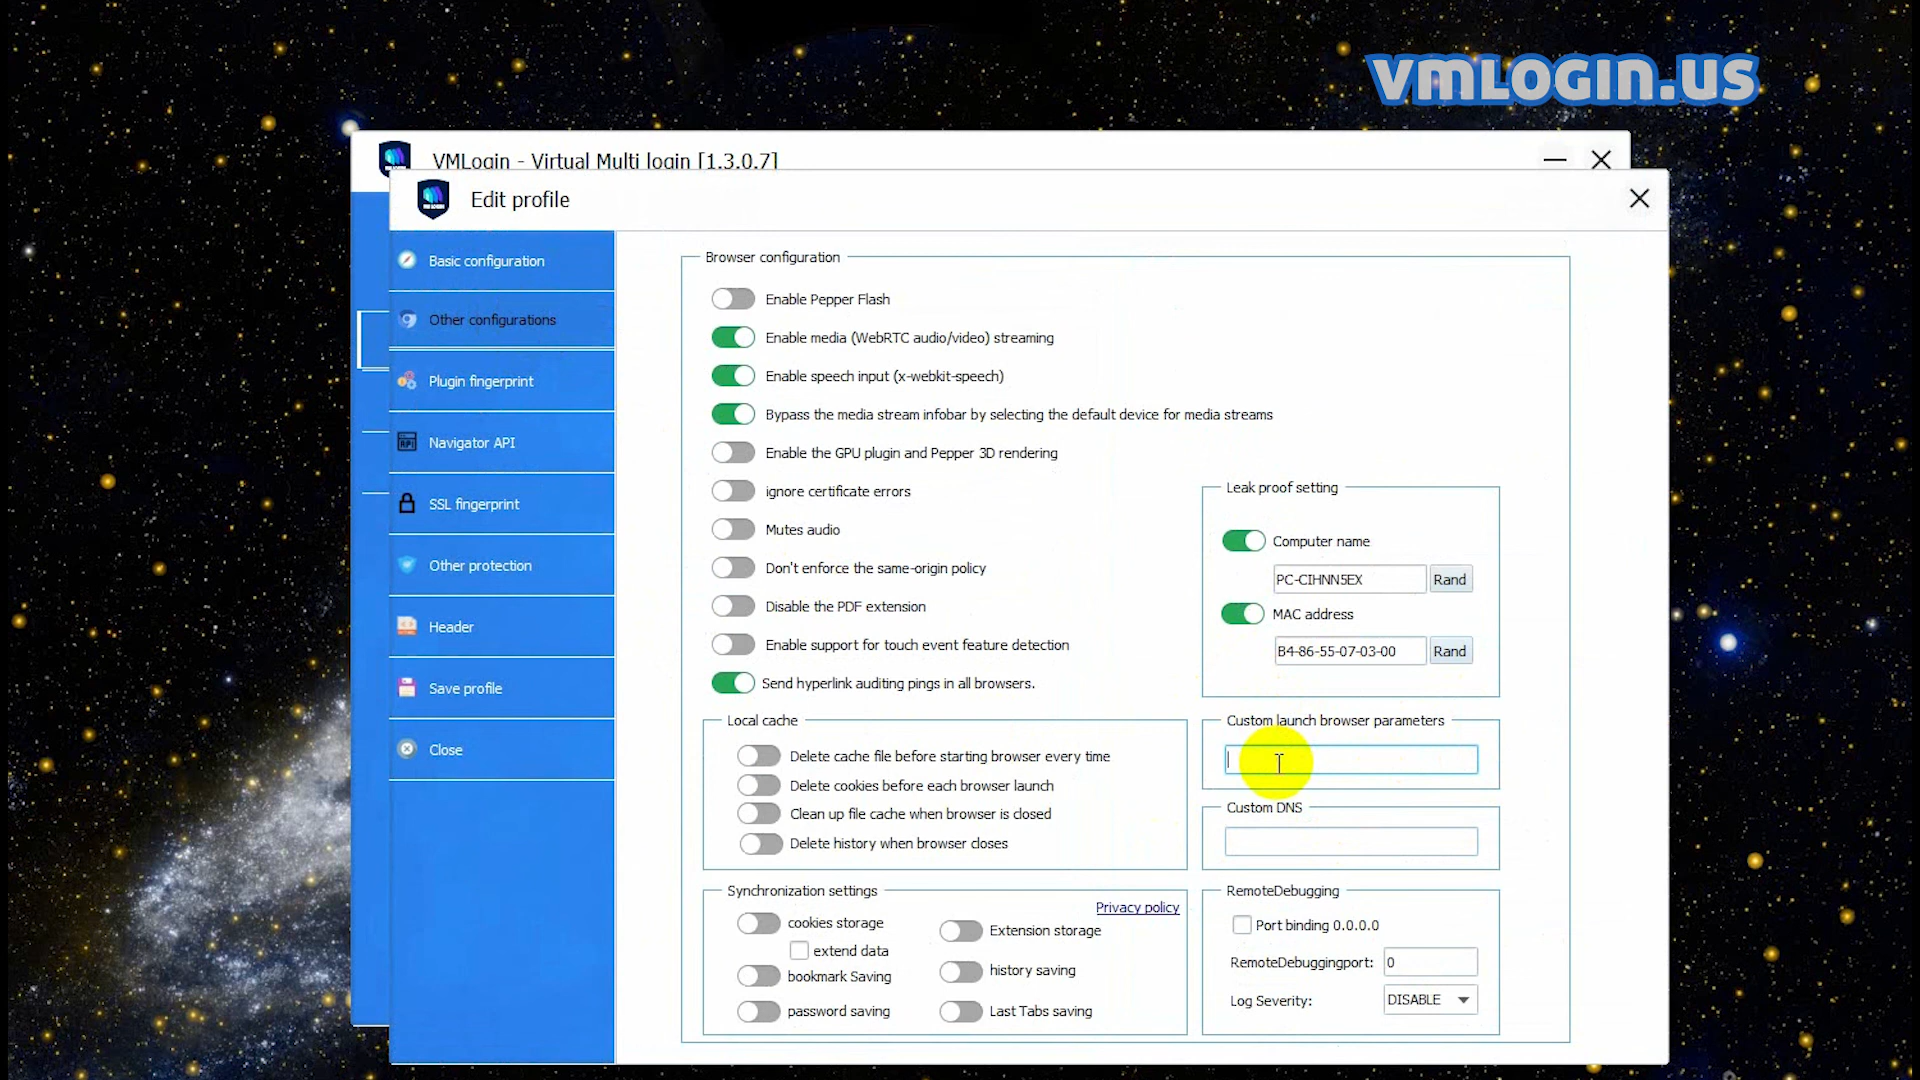 VMLOGIN.US
VMLogin - Virtual Multi login [1.3.0.7]
Edit profile
Basic configuration
Other configurations
Plugin fingerprint
Navigator API
SSL fingerprint
Other protection
Header
Save profile
Close
Browser configuration
Enable Pepper Flash
Enable media (WebRTC audio/video) streaming
Enable speech input (x-webkit-speech)
Bypass the media stream infobar by selecting the default device for media streams
Enable the GPU plugin and Pepper 3D rendering
ignore certificate errors
Mutes audio
Don't enforce the same-origin policy
Disable the PDF extension
Enable support for touch event feature detection
Send hyperlink auditing pings in all browsers.
Leak proof setting
Computer name
PC-CIHNN5EX Rand
MAC address
B4-86-55-07-03-00 Rand
Local cache
Delete cache file before starting browser every time
Delete cookies before each browser launch
Clean up file cache when browser is closed
Delete history when browser closes
Custom launch browser parameters
Custom DNS
Synchronization settings
Privacy policy
cookies storage
extend data
bookmark Saving
password saving
Extension storage
history saving
Last Tabs saving
RemoteDebugging
Port binding 0.0.0.0
RemoteDebuggingport: 0
Log Severity: DISABLE